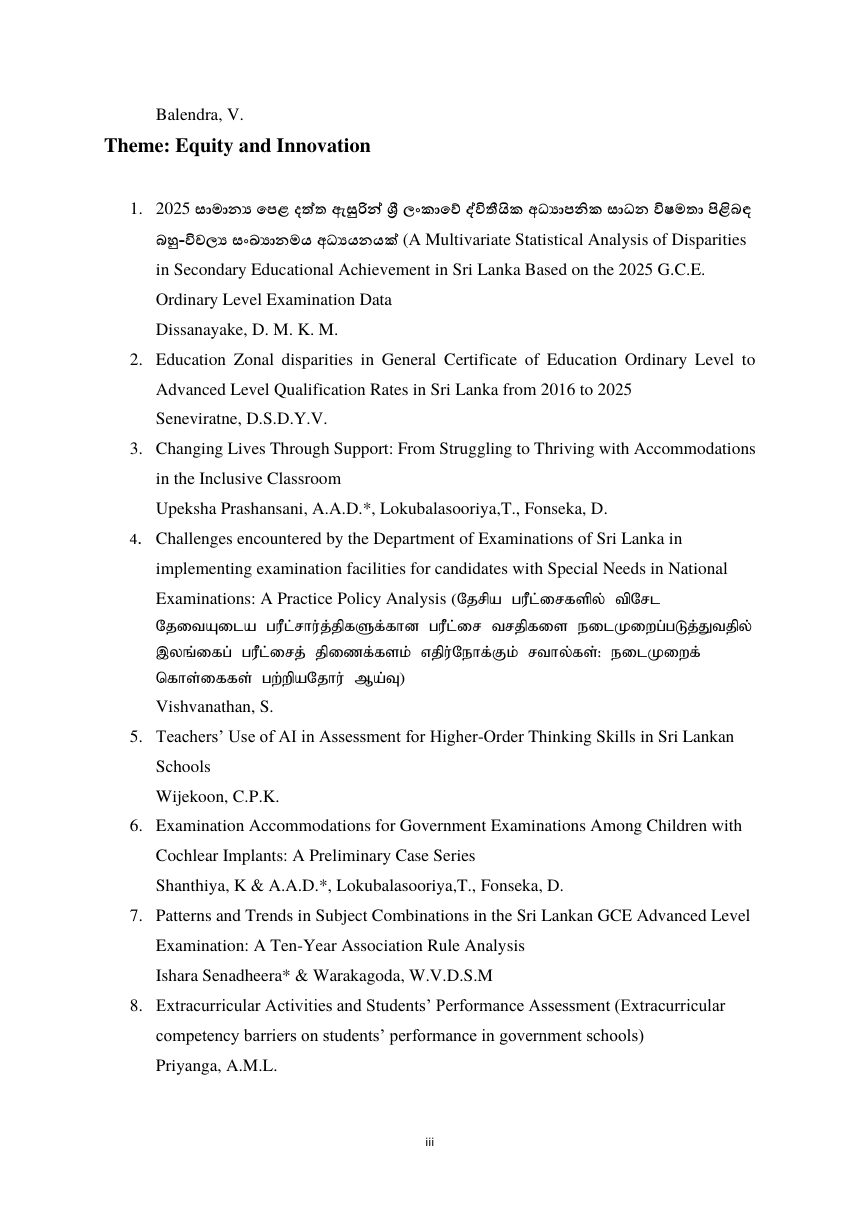 Balendra, V.
Theme: Equity and Innovation
1. 2025 සාමාන්‍ය පෙළ දත්ත ඇසුරින් ශ්‍රී ලංකාවේ ද්විතීයික අධ්‍යාපනික සාධන විෂමතා පිළිබඳ
බහු-විචල්‍ය සංඛ්‍යානමය අධ්‍යයනයක් (A Multivariate Statistical Analysis of Disparities
in Secondary Educational Achievement in Sri Lanka Based on the 2025 G.C.E.
Ordinary Level Examination Data
Dissanayake, D. M. K. M.
2. Education Zonal disparities in General Certificate of Education Ordinary Level to
Advanced Level Qualification Rates in Sri Lanka from 2016 to 2025
Seneviratne, D.S.D.Y.V.
3. Changing Lives Through Support: From Struggling to Thriving with Accommodations
in the Inclusive Classroom
Upeksha Prashansani, A.A.D.*, Lokubalasooriya,T., Fonseka, D.
4. Challenges encountered by the Department of Examinations of Sri Lanka in
implementing examination facilities for candidates with Special Needs in National
Examinations: A Practice Policy Analysis (தேசிய பரீட்சைகளில் விசேட
தேவையுடைய பரீட்சார்த்திகளுக்கான பரீட்சை வசதிகளை நடைமுறைப்படுத்துவதில்
இலங்கைப் பரீட்சைத் திணைக்களம் எதிர்நோக்கும் சவால்கள்: நடைமுறைக்
கொள்கைகள் பற்றியதோர் ஆய்வு)
Vishvanathan, S.
5. Teachers’ Use of AI in Assessment for Higher-Order Thinking Skills in Sri Lankan
Schools
Wijekoon, C.P.K.
6. Examination Accommodations for Government Examinations Among Children with
Cochlear Implants: A Preliminary Case Series
Shanthiya, K & A.A.D.*, Lokubalasooriya,T., Fonseka, D.
7. Patterns and Trends in Subject Combinations in the Sri Lankan GCE Advanced Level
Examination: A Ten-Year Association Rule Analysis
Ishara Senadheera* & Warakagoda, W.V.D.S.M
8. Extracurricular Activities and Students’ Performance Assessment (Extracurricular
competency barriers on students’ performance in government schools)
Priyanga, A.M.L.
iii